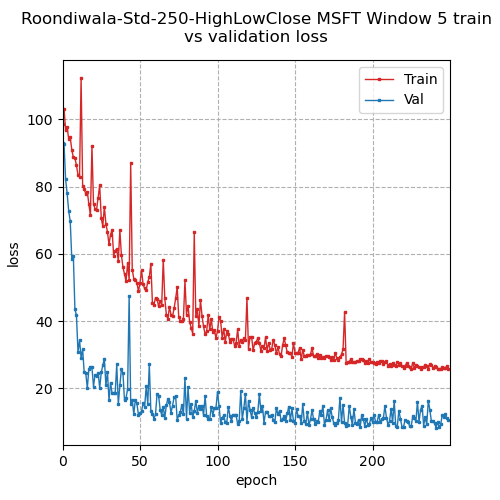 Roondiwala-Std-250-HighLowClose MSFT Window 5 train
vs validation loss
Train
Val
100
80
60
40
20
loss
0
50
100
150
200
epoch